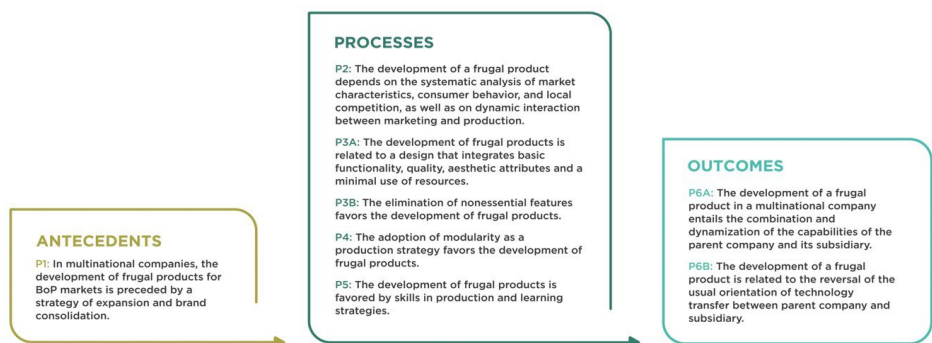 ANTECEDENTS
P1: In multinational companies, the
development of frugal products for
BoP markets is preceded by a
strategy of expansion and brand
consolidation.
PROCESSES
P2: The development of a frugal product
depends on the systematic analysis of market
characteristics, consumer behavior, and local
competition, as well as on dynamic interaction
between marketing and production.
P3A: The development of frugal products is
related to a design that integrates basic
functionality, quality, aesthetic attributes and a
minimal use of resources.
P3B: The elimination of nonessential features
favors the development of frugal products.
P4: The adoption of modularity as a
production strategy favors the development of
frugal products.
P5: The development of frugal products is
favored by skills in production and learning
strategies.
OUTCOMES
P6A: The development of a frugal
product in a multinational company
entails the combination and
dynamization of the capabilities of the
parent company and its subsidiary.
P6B: The development of a frugal
product is related to the reversal of the
usual orientation of technology
transfer between parent company and
subsidiary.